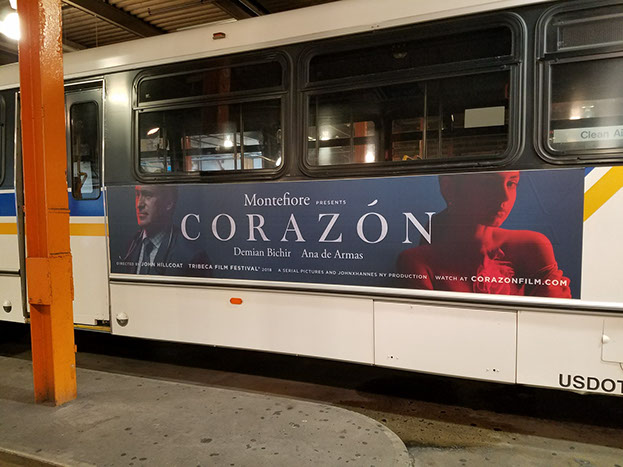 Clean Ai
Montefiore PRESENTS
CORAZÓN
Demian Bichir Ana de Armas
DIRECTED BY JOHN HILLCOAT TRIBECA FILM FESTIVAL® 2018 A SERIAL PICTURES AND JOHNXHANNES NY PRODUCTION WATCH AT CORAZONFILM.COM
USDOT